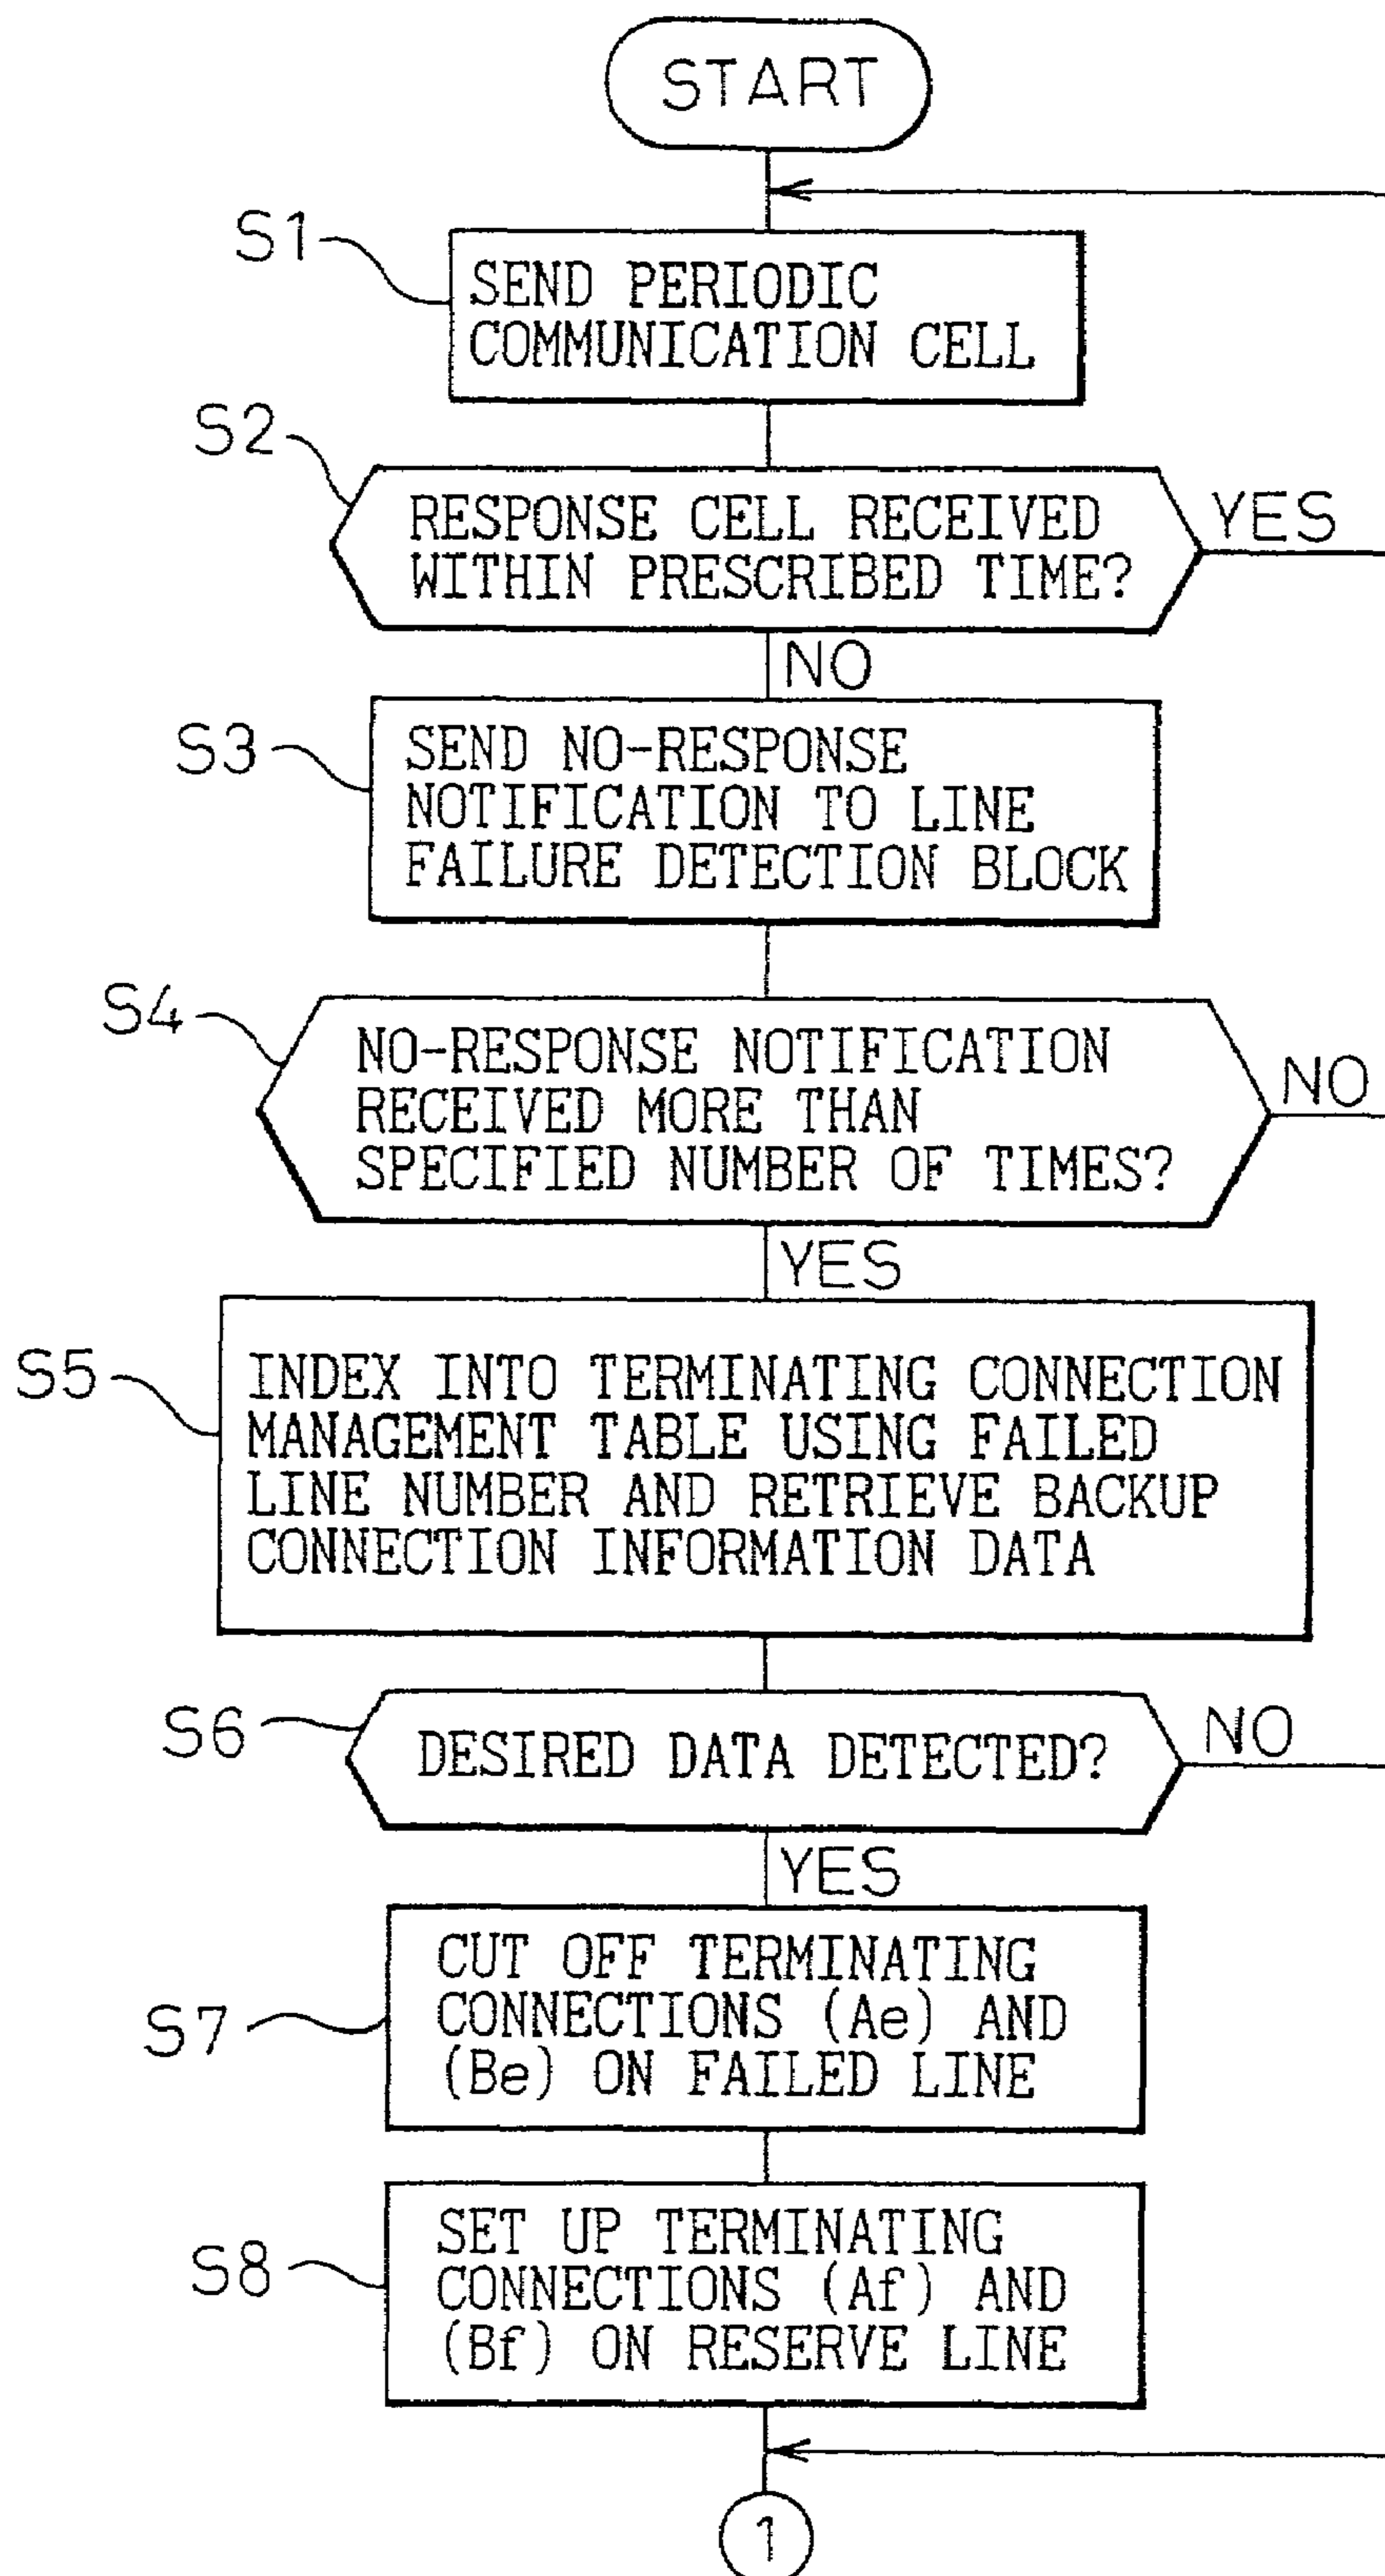 START
S1
SEND PERIODIC
COMMUNICATION CELL
S2
RESPONSE CELL RECEIVED
WITHIN PRESCRIBED TIME?
YES
NO
S3
SEND NO-RESPONSE
NOTIFICATION TO LINE
FAILURE DETECTION BLOCK
S4
NO-RESPONSE NOTIFICATION
RECEIVED MORE THAN
SPECIFIED NUMBER OF TIMES?
NO
YES
S5
INDEX INTO TERMINATING CONNECTION
MANAGEMENT TABLE USING FAILED
LINE NUMBER AND RETRIEVE BACKUP
CONNECTION INFORMATION DATA
S6
DESIRED DATA DETECTED?
NO
YES
S7
CUT OFF TERMINATING
CONNECTIONS (Ae) AND
(Be) ON FAILED LINE
S8
SET UP TERMINATING
CONNECTIONS (Af) AND
(Bf) ON RESERVE LINE
1